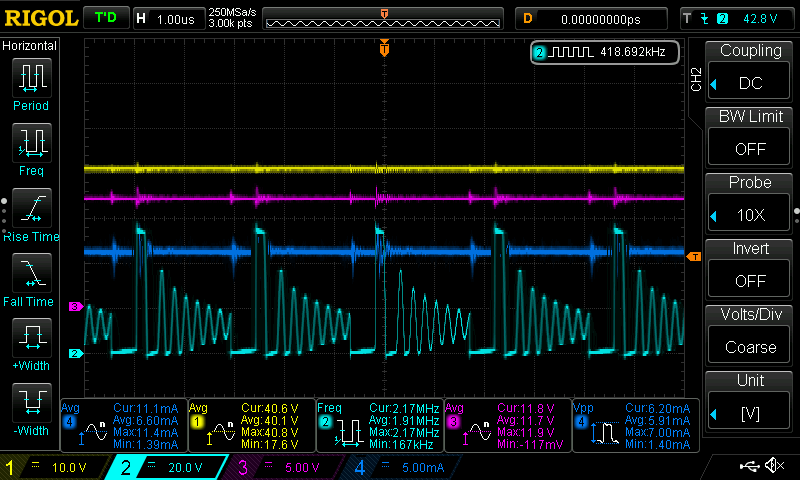 RIGOL T'D H 1.00us 250MSa/s D 0.00000000ps T 2 42.8 V
3.00k pts
T
Horizontal
Period
Freq
Rise Time
Fall Time
+Width
-Width
T
2 418.692kHz
T
3
2
CH2
Coupling
DC
BW Limit
OFF
Probe
10X
Invert
OFF
Volts/Div
Coarse
Unit
[V]
Avg
4
n
Cur:11.1mA
Avg:6.60mA
Max:11.4mA
Min:1.39mA
Avg
1
n
Cur:40.6 V
Avg:40.1 V
Max:40.8 V
Min:17.6 V
Freq
2
Cur:2.17MHz
Avg:1.91MHz
Max:2.17MHz
Min:167kHz
Avg
3
n
Cur:11.8 V
Avg:11.7 V
Max:11.9 V
Min:-117mV
Vpp
4
Cur:6.20mA
Avg:5.91mA
Max:7.00mA
Min:1.40mA
1 10.0 V 2 20.0 V 3 5.00 V 4 5.00mA